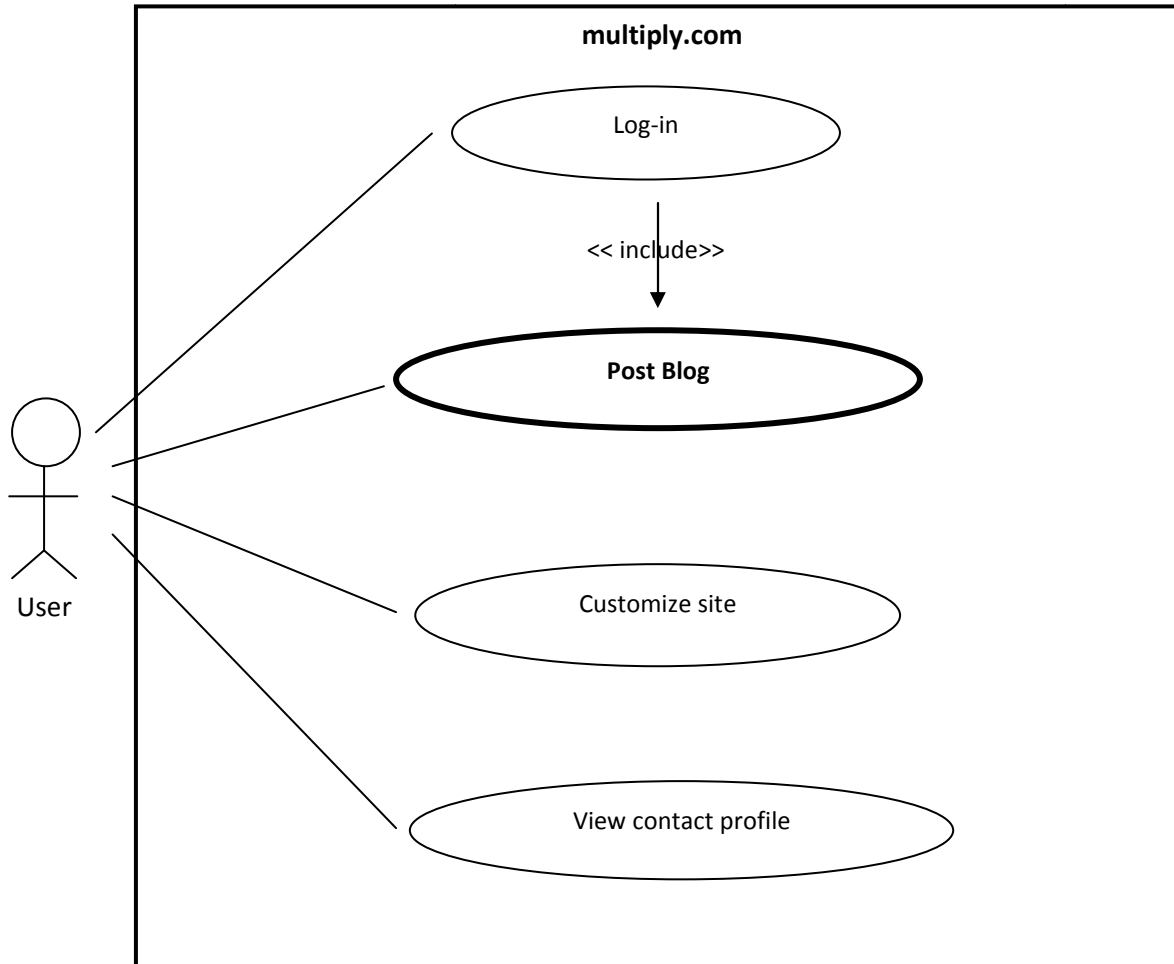 multiply.com
Log-in
<< include>>
Post Blog
Customize site
User
View contact profile